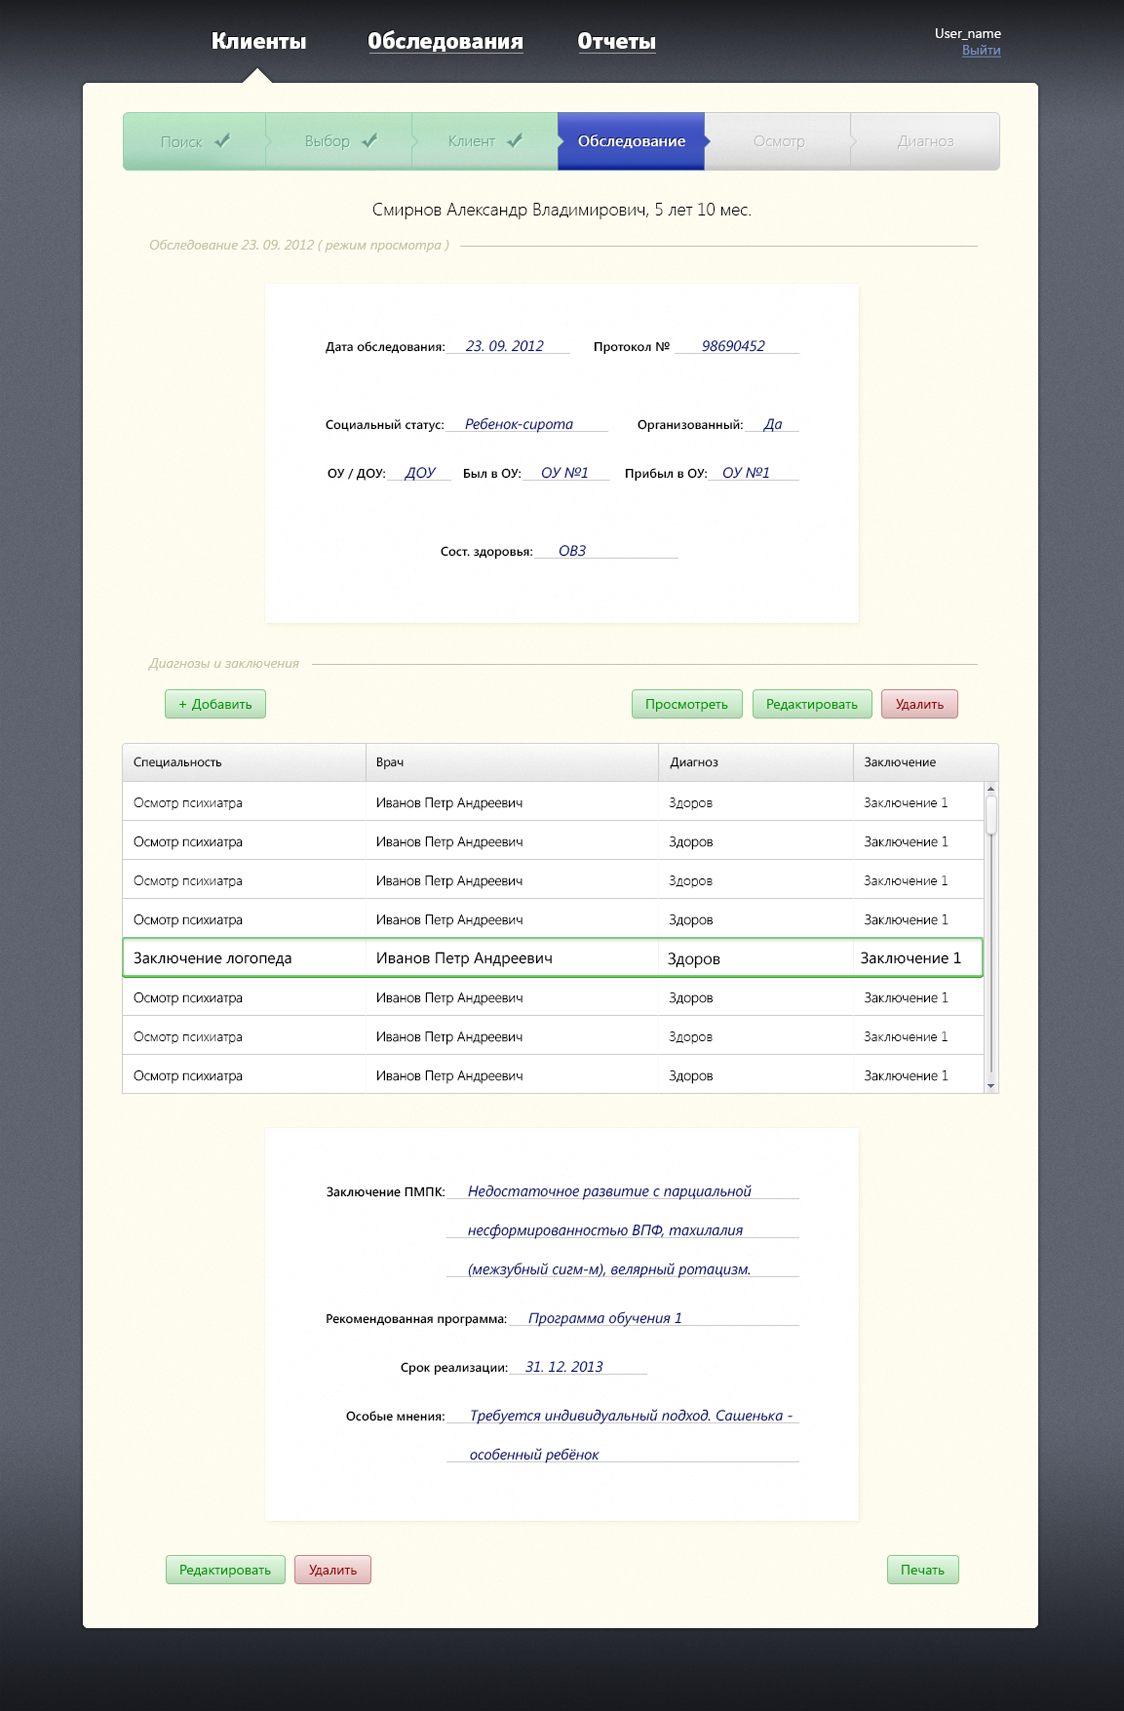 Клиенты Обследования Отчеты
User_name
Выйти
Поиск Выбор Клиент Обследование Осмотр Диагноз
Смирнов Александр Владимирович, 5 лет 10 мес.
Обследование 23. 09. 2012 ( режим просмотра )
Дата обследования: 23. 09. 2012 Протокол № 98690452
Социальный статус: Ребенок-сирота Организованный: Да
ОУ / ДОУ: ДОУ Был в ОУ: ОУ №1 Прибыл в ОУ: ОУ №1
Сост. здоровья: ОВЗ
Диагнозы и заключения
+ Добавить Просмотреть Редактировать Удалить
Специальность Врач Диагноз Заключение
Осмотр психиатра Иванов Петр Андреевич Здоров Заключение 1
Осмотр психиатра Иванов Петр Андреевич Здоров Заключение 1
Осмотр психиатра Иванов Петр Андреевич Здоров Заключение 1
Осмотр психиатра Иванов Петр Андреевич Здоров Заключение 1
Заключение логопеда Иванов Петр Андреевич Здоров Заключение 1
Осмотр психиатра Иванов Петр Андреевич Здоров Заключение 1
Осмотр психиатра Иванов Петр Андреевич Здоров Заключение 1
Осмотр психиатра Иванов Петр Андреевич Здоров Заключение 1
Заключение ПМПК: Недостаточное развитие с парциальной
несформированностью ВПФ, тахилалия
(межзубный сигм-м), велярный ротацизм.
Рекомендованная программа: Программа обучения 1
Срок реализации: 31. 12. 2013
Особые мнения: Требуется индивидуальный подход. Сашенька -
особенный ребёнок
Редактировать Удалить Печать